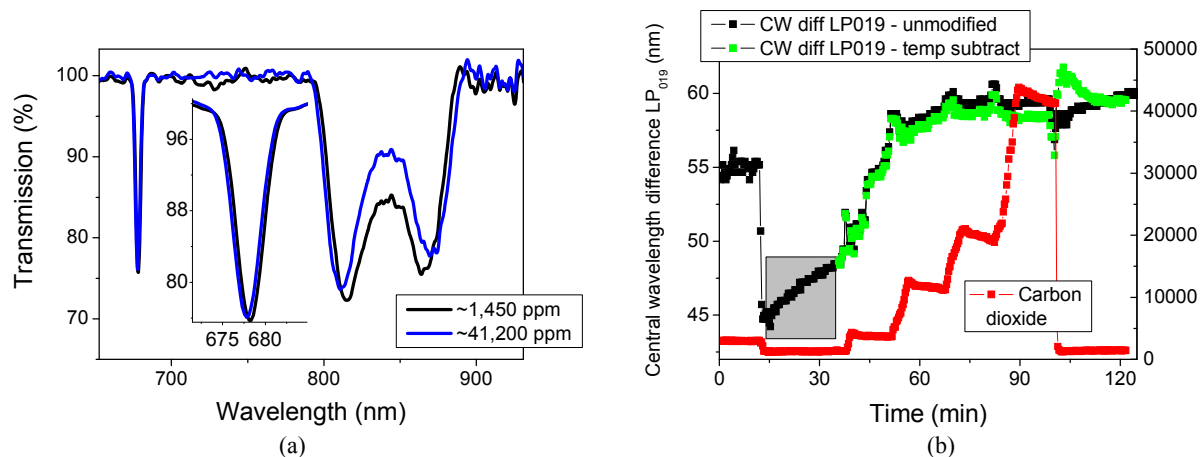 100
90
80
70
Transmission (%)
96
88
80
675 680
~1,450 ppm
~41,200 ppm
700 800 900
Wavelength (nm)
(a)
CW diff LP019 - unmodified
CW diff LP019 - temp subtract
60
55
50
45
Central wavelength difference LP019 (nm)
50000
40000
30000
20000
10000
0
Carbon
dioxide
0 30 60 90 120
Time (min)
(b)